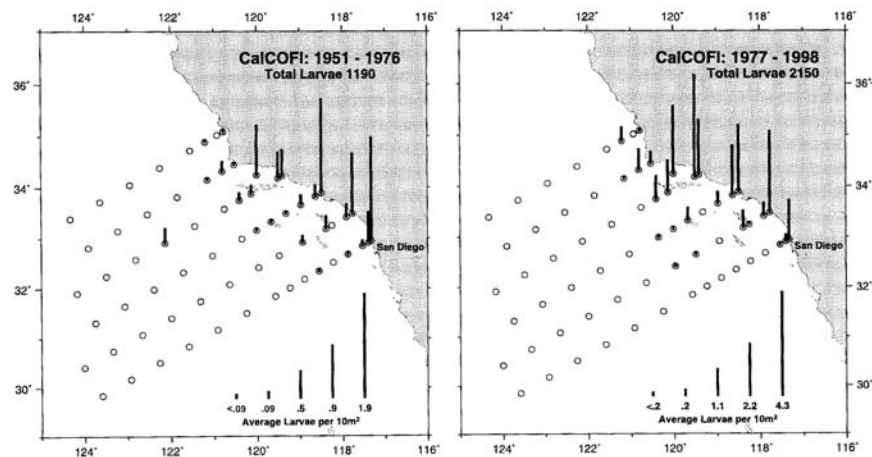 124° 122° 120° 118° 116°
CalCOFI: 1951 - 1976
Total Larvae 1190
36°
34°
San Diego
32°
30°
<.09 .09 .5 .9 1.9
Average Larvae per 10m²
124° 122° 120° 118° 116°
124° 122° 120° 118° 116°
CalCOFI: 1977 - 1998
Total Larvae 2150
36°
34°
San Diego
32°
30°
<.2 .2 1.1 2.2 4.3
Average Larvae per 10m²
124° 122° 120° 118° 116°